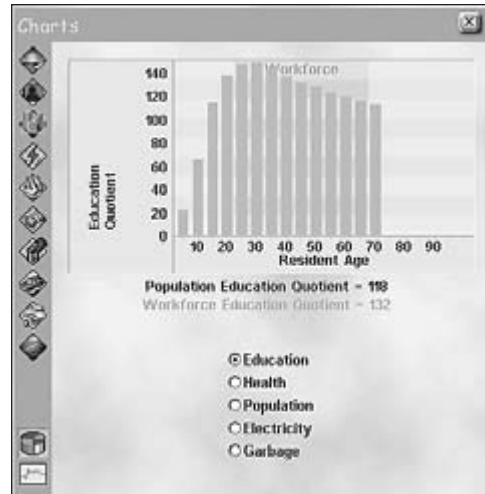 Charts
Workforce
140
120
100
80
60
40
20
0
Education
Quotient
10 20 30 40 50 60 70 80 90
Resident Age
Population Education Quotient = 118
Workforce Education Quotient = 132
Education
Health
Population
Electricity
Garbage